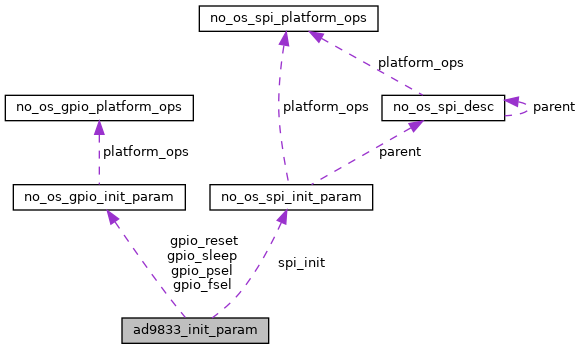 no_os_spi_platform_ops
platform_ops
no_os_gpio_platform_ops
platform_ops
no_os_spi_desc
parent
platform_ops
parent
no_os_gpio_init_param
no_os_spi_init_param
gpio_reset
gpio_sleep
gpio_psel
gpio_fsel
spi_init
ad9833_init_param